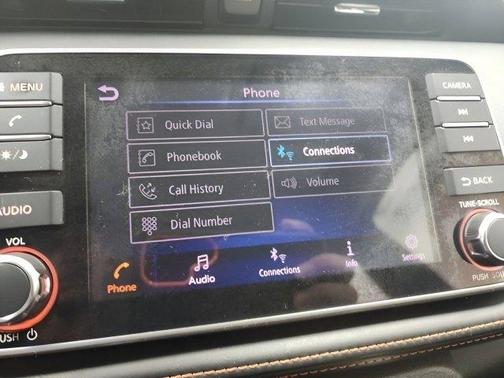 MENU
Phone
CAMERA
Quick Dial
Text Message
Phonebook
Connections
BACK
Call History
Volume
AUDIO
Dial Number
TUNE·SCROLL
VOL
Phone
Audio
Connections
Info
Settings
PUSH
PUSH